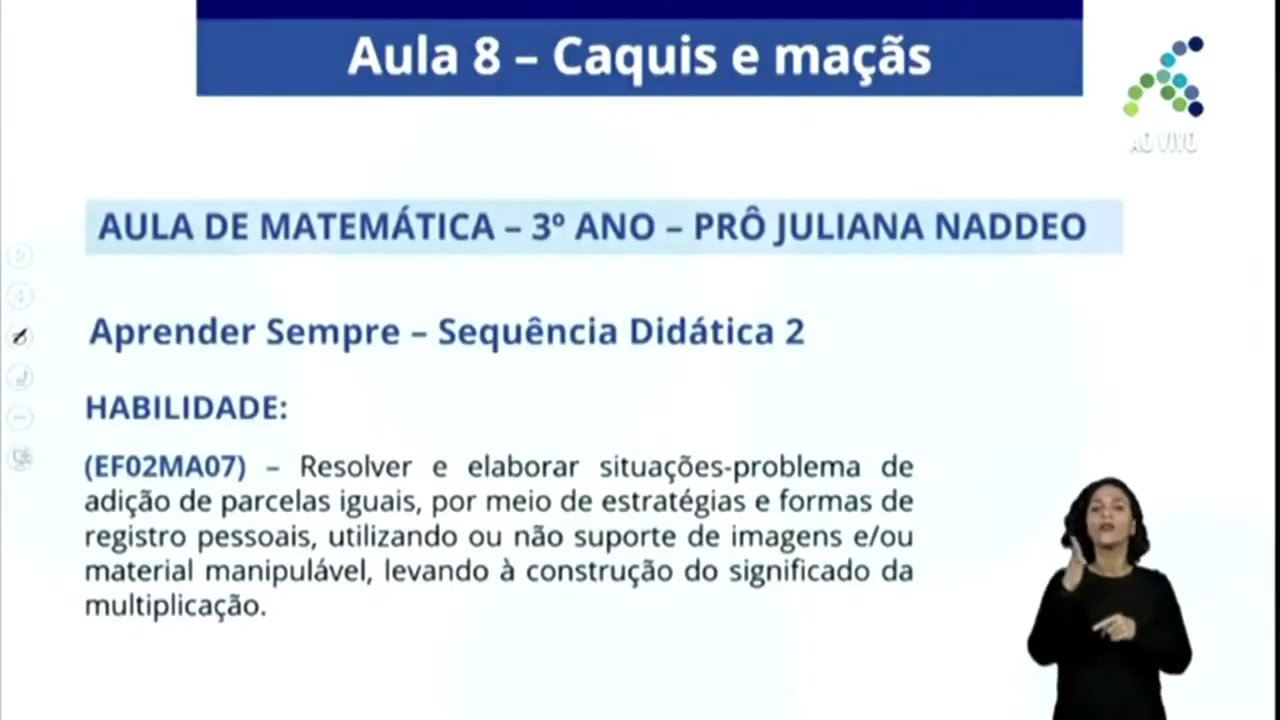 Aula 8 – Caquis e maçãs
AO VIVO
AULA DE MATEMÁTICA – 3º ANO – PRÔ JULIANA NADDEO
Aprender Sempre – Sequência Didática 2
HABILIDADE:
(EF02MA07) – Resolver e elaborar situações-problema de
adição de parcelas iguais, por meio de estratégias e formas de
registro pessoais, utilizando ou não suporte de imagens e/ou
material manipulável, levando à construção do significado da
multiplicação.